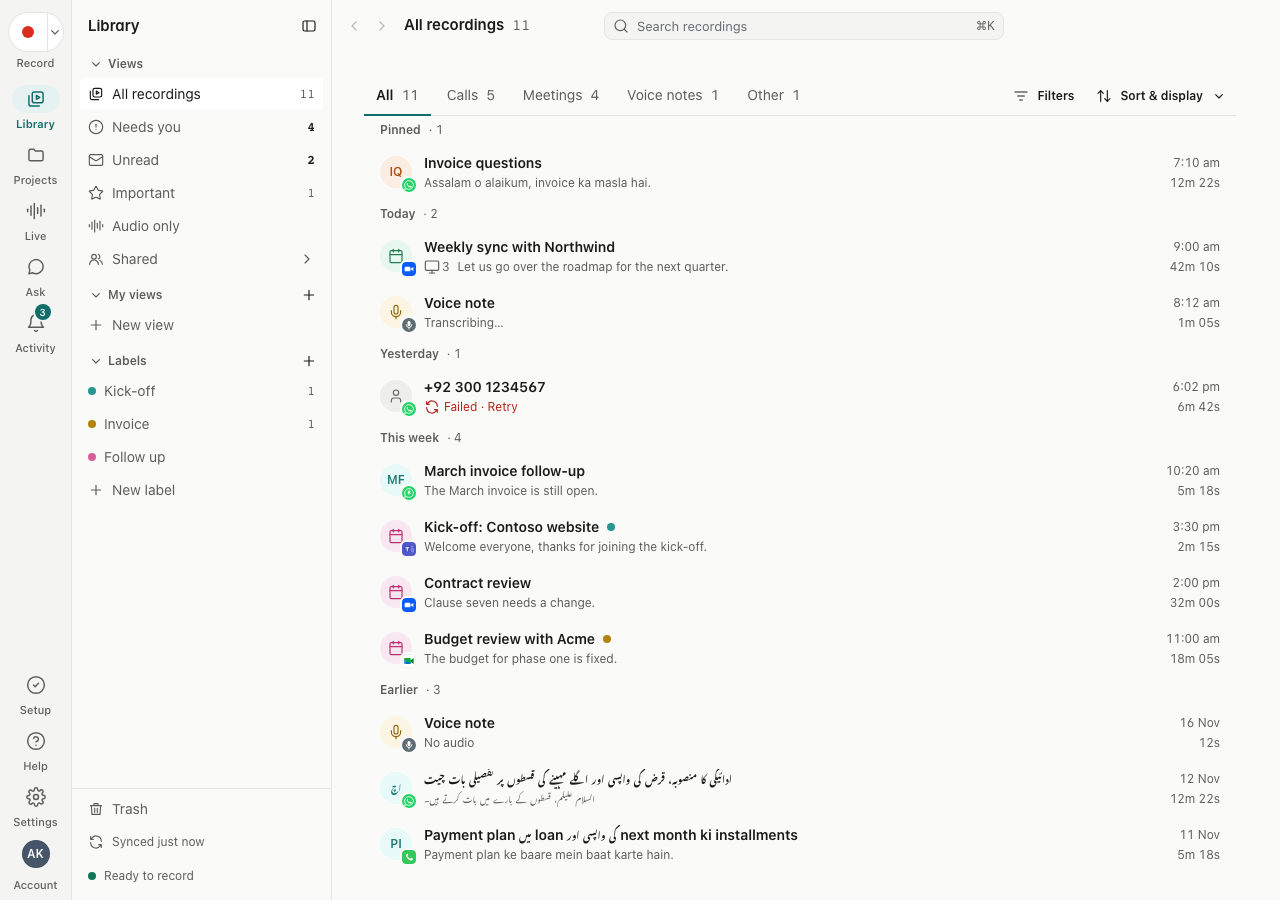 Record
Library
Projects
Live
Ask
3
Activity
Setup
Help
Settings
AK
Account
Library
Views
All recordings 11
Needs you 4
Unread 2
Important 1
Audio only
Shared
My views
New view
Labels
Kick-off 1
Invoice 1
Follow up
New label
Trash
Synced just now
Ready to record
All recordings 11
Search recordings ⌘K
All 11 Calls 5 Meetings 4 Voice notes 1 Other 1
Filters Sort & display
Pinned · 1
IQ Invoice questions 7:10 am
Assalam o alaikum, invoice ka masla hai. 12m 22s
Today · 2
Weekly sync with Northwind 9:00 am
3 Let us go over the roadmap for the next quarter. 42m 10s
Voice note 8:12 am
Transcribing... 1m 05s
Yesterday · 1
+92 300 1234567 6:02 pm
Failed · Retry 6m 42s
This week · 4
MF March invoice follow-up 10:20 am
The March invoice is still open. 5m 18s
Kick-off: Contoso website 3:30 pm
Welcome everyone, thanks for joining the kick-off. 2m 15s
Contract review 2:00 pm
Clause seven needs a change. 32m 00s
Budget review with Acme 11:00 am
The budget for phase one is fixed. 18m 05s
Earlier · 3
Voice note 16 Nov
No audio 12s
اچ ادائیگی کا منصوبہ، قرض کی واپسی اور اگلے مہینے کی قسطوں پر تفصیلی بات چیت 12 Nov
السلام علیکم، قسطوں کے بارے میں بات کرتے ہیں۔ 12m 22s
PI Payment plan میں loan کی واپسی اور next month ki installments 11 Nov
Payment plan ke baare mein baat karte hain. 5m 18s